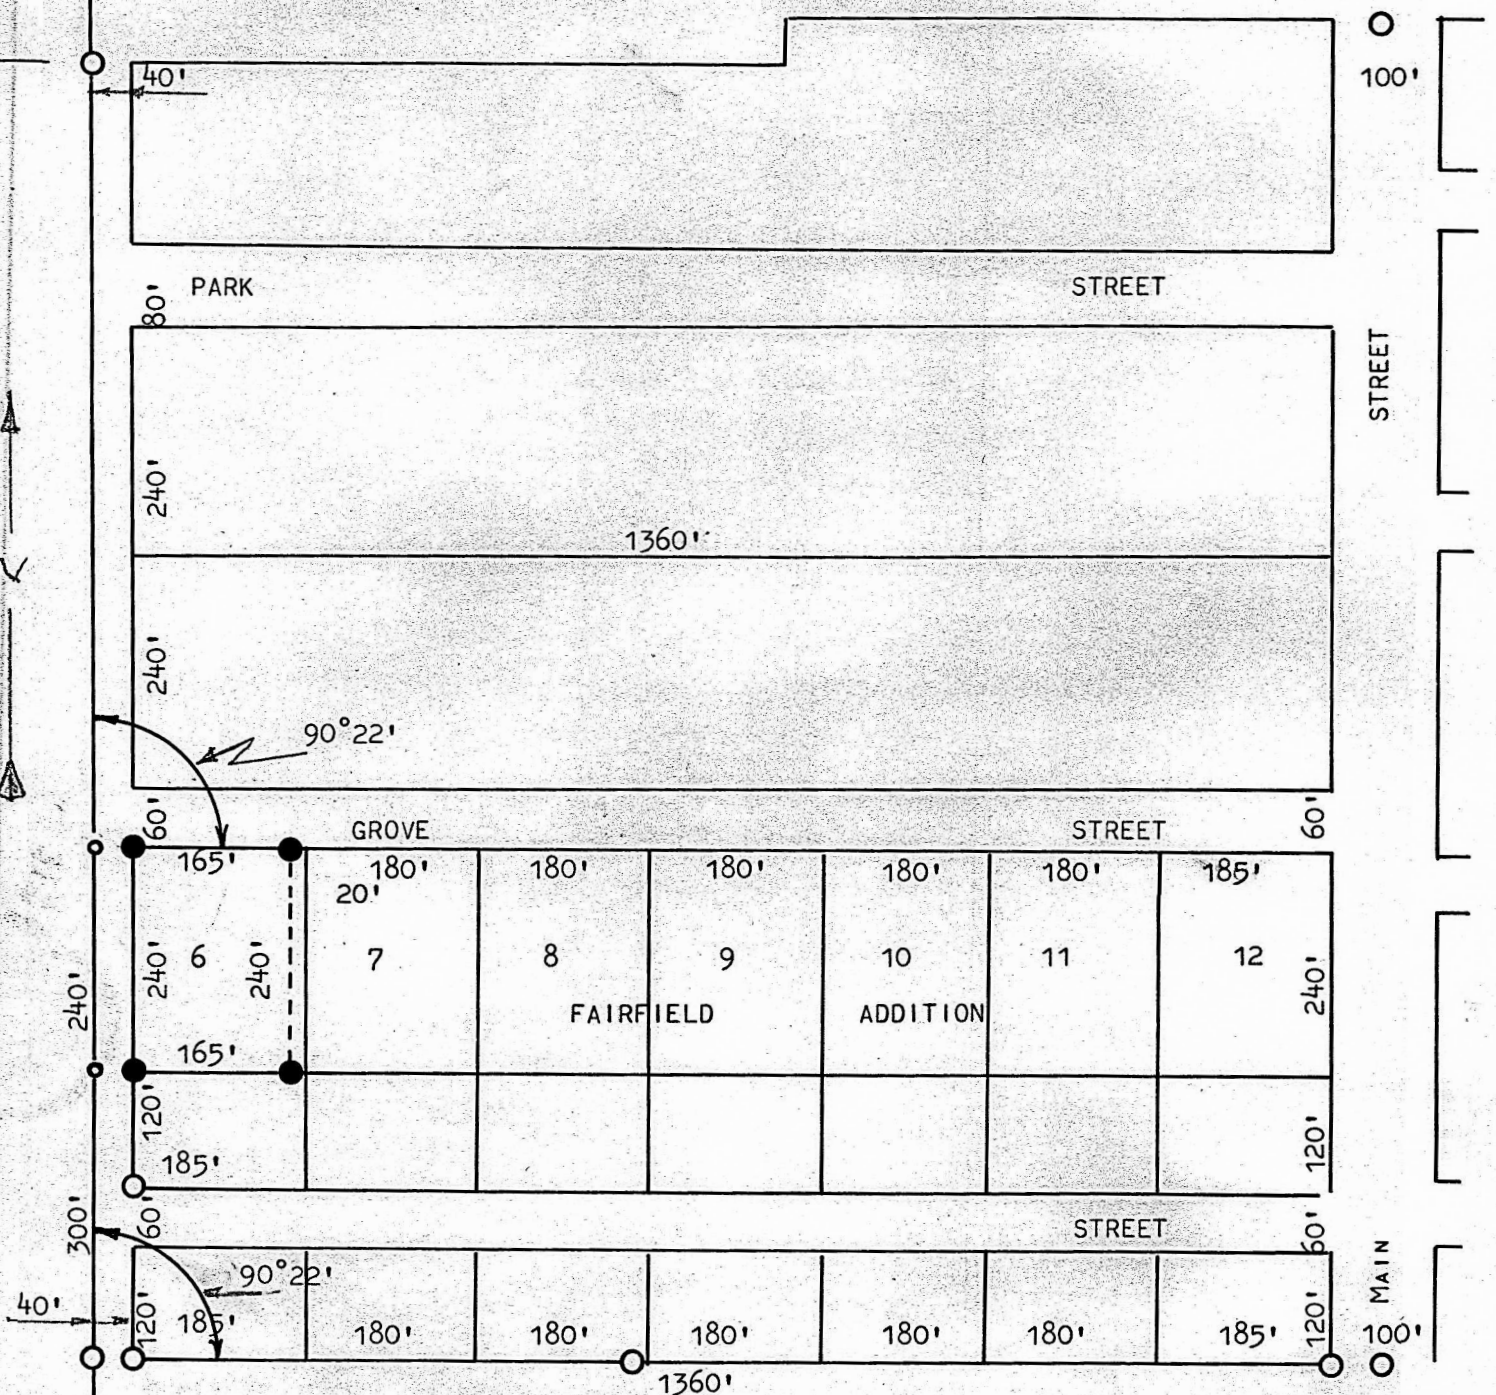 40'
100'
PARK STREET
80'
STREET
240'
1360'
240'
90°22'
60'
GROVE STREET
60'
165' 180' 180' 180' 180' 180' 185'
20'
240' 6 240' 7 8 9 10 11 12
240' 240'
FAIRFIELD ADDITION
165'
120' 120'
185'
300' 60' STREET 60'
90°22'
MAIN
40' 120' 185' 180' 180' 180' 180' 180' 185' 120' 100'
1360'